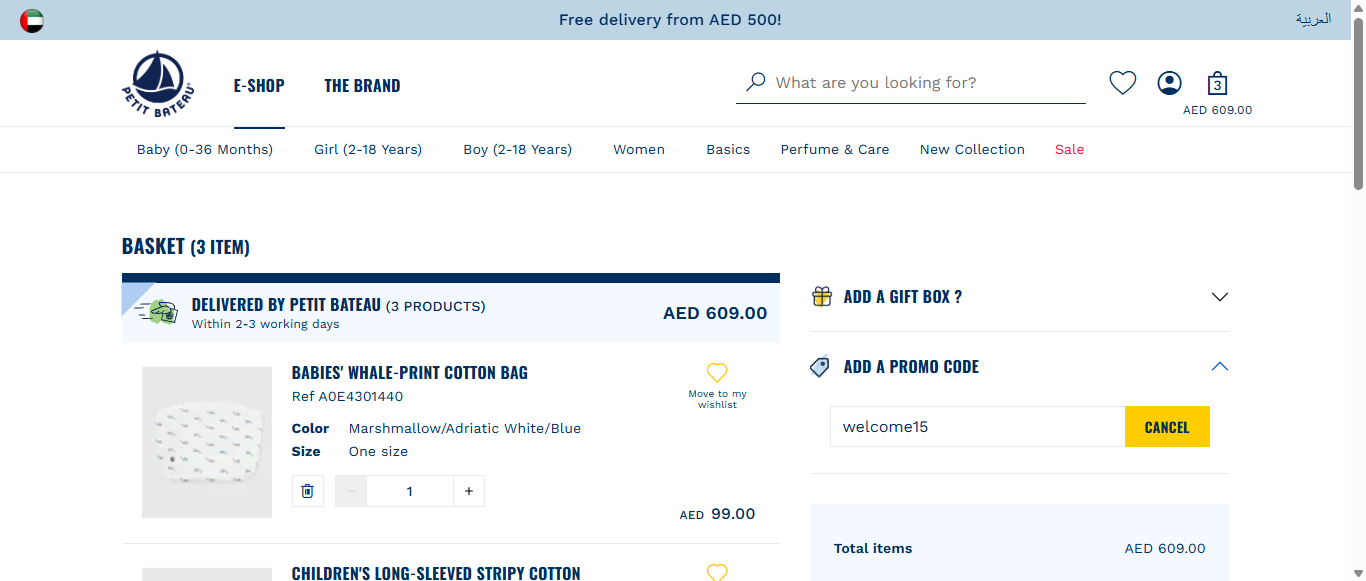 Free delivery from AED 500!
العربية
PETIT BATEAU
E-SHOP
THE BRAND
What are you looking for?
3
AED 609.00
Baby (0-36 Months)
Girl (2-18 Years)
Boy (2-18 Years)
Women
Basics
Perfume & Care
New Collection
Sale
BASKET (3 ITEM)
DELIVERED BY PETIT BATEAU (3 PRODUCTS)
Within 2-3 working days
AED 609.00
BABIES' WHALE-PRINT COTTON BAG
Ref A0E4301440
Move to my
wishlist
Color Marshmallow/Adriatic White/Blue
Size One size
1
AED 99.00
CHILDREN'S LONG-SLEEVED STRIPY COTTON
ADD A GIFT BOX ?
ADD A PROMO CODE
welcome15
CANCEL
Total items
AED 609.00